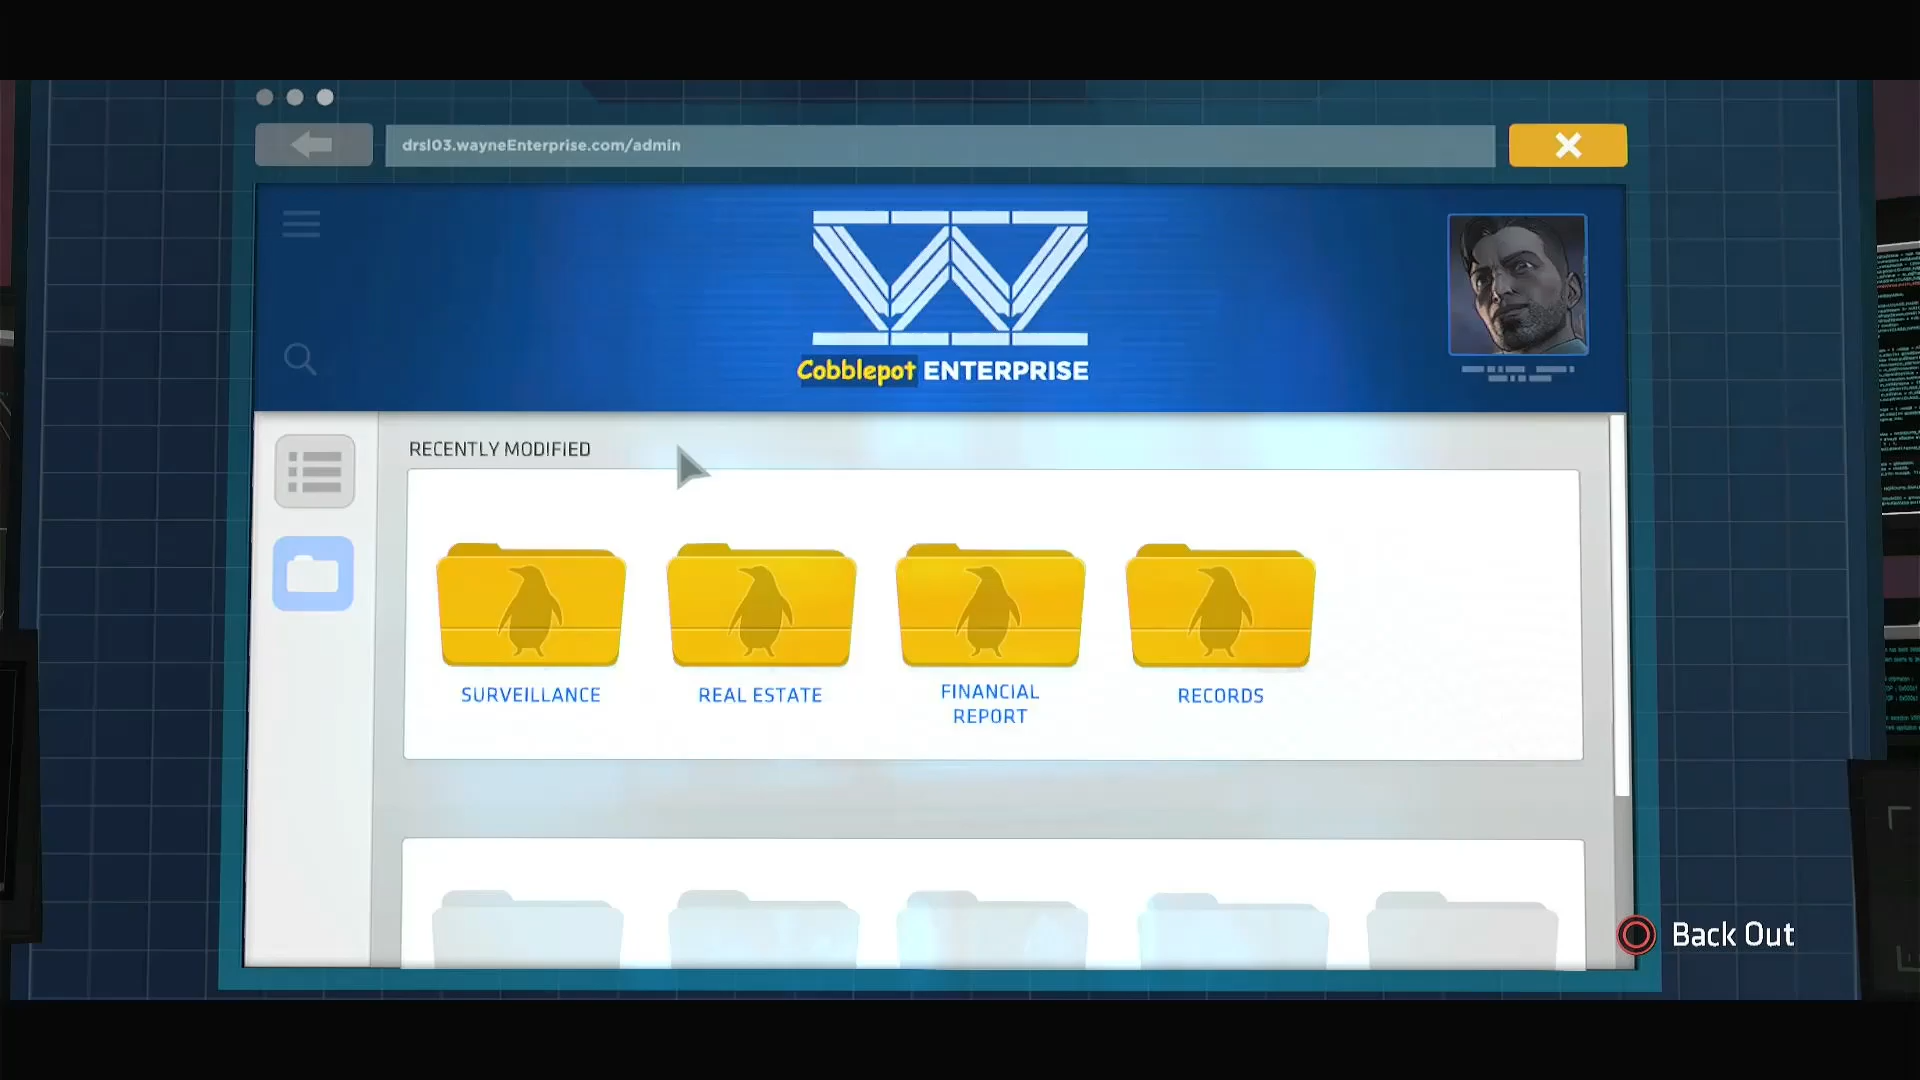 drsl03.wayneEnterprise.com/admin
Cobblepot ENTERPRISE
RECENTLY MODIFIED
SURVEILLANCE
REAL ESTATE
FINANCIAL
REPORT
RECORDS
Back Out